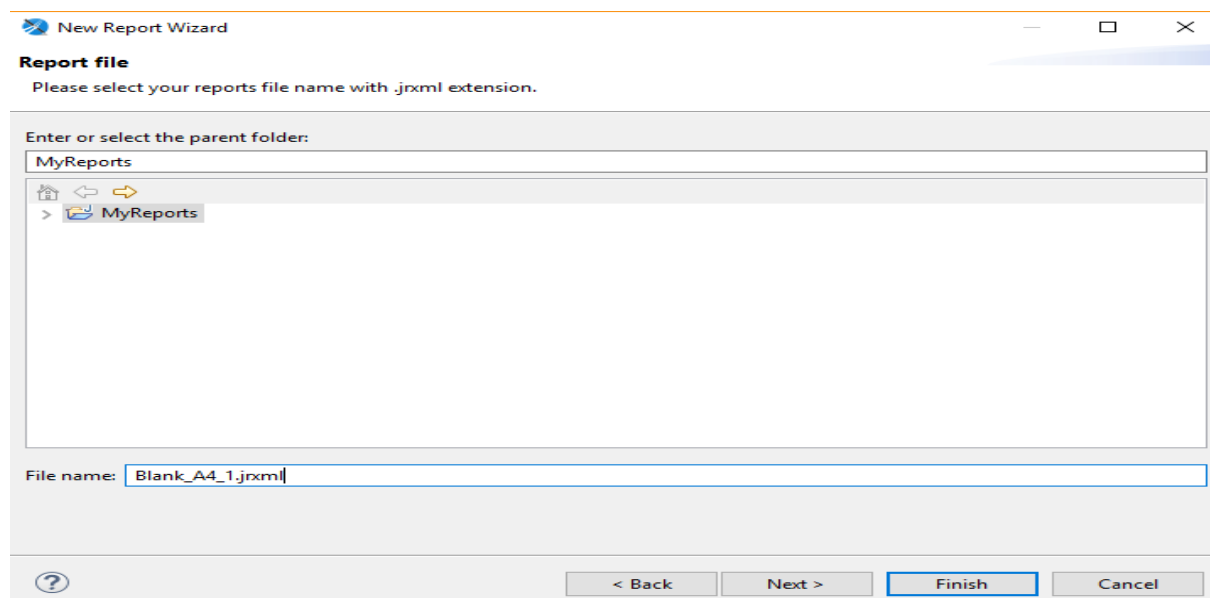 New Report Wizard
Report file
Please select your reports file name with .jrxml extension.
Enter or select the parent folder:
MyReports
MyReports
File name: Blank_A4_1.jrxml
? < Back Next > Finish Cancel